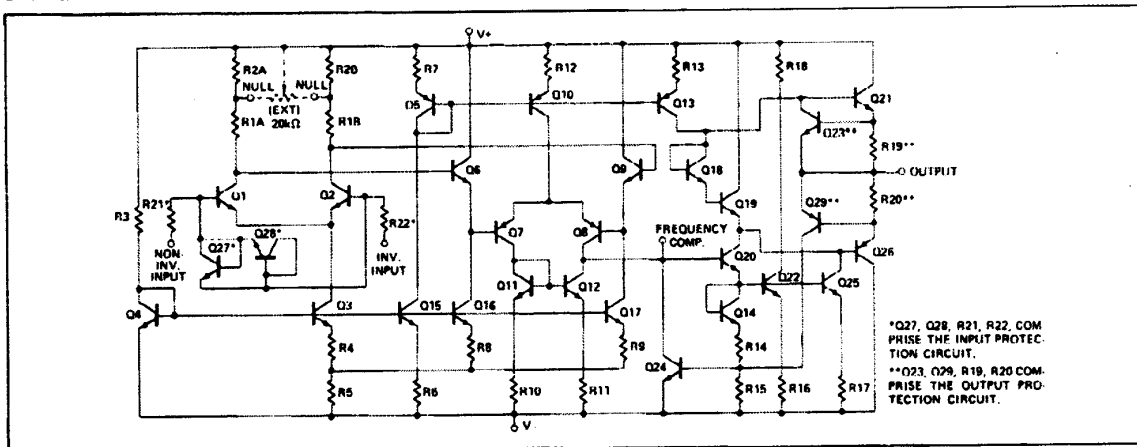 V+
R2A
R20
R7
R12
R13
R18
NULL
NULL
(EXT)
20kΩ
R1A
R1B
Q5
Q10
Q13
Q21
Q23**
R19**
OUTPUT
Q6
Q9
Q18
R3
R21*
Q1
Q2
R22*
Q19
Q29**
R20**
Q7
Q8
FREQUENCY
COMP.
Q26
Q27*
Q28*
NON-
INV.
INPUT
INV.
INPUT
Q20
Q22
Q25
Q11
Q12
Q4
Q3
Q15
Q16
Q17
Q14
R4
R8
R9
Q24
R14
R5
R6
R10
R11
R15
R16
R17
V-
*Q27, Q28, R21, R22, COM
PRISE THE INPUT PROTEC-
TION CIRCUIT.
**Q23, Q29, R19, R20 COM-
PRISE THE OUTPUT PRO-
TECTION CIRCUIT.